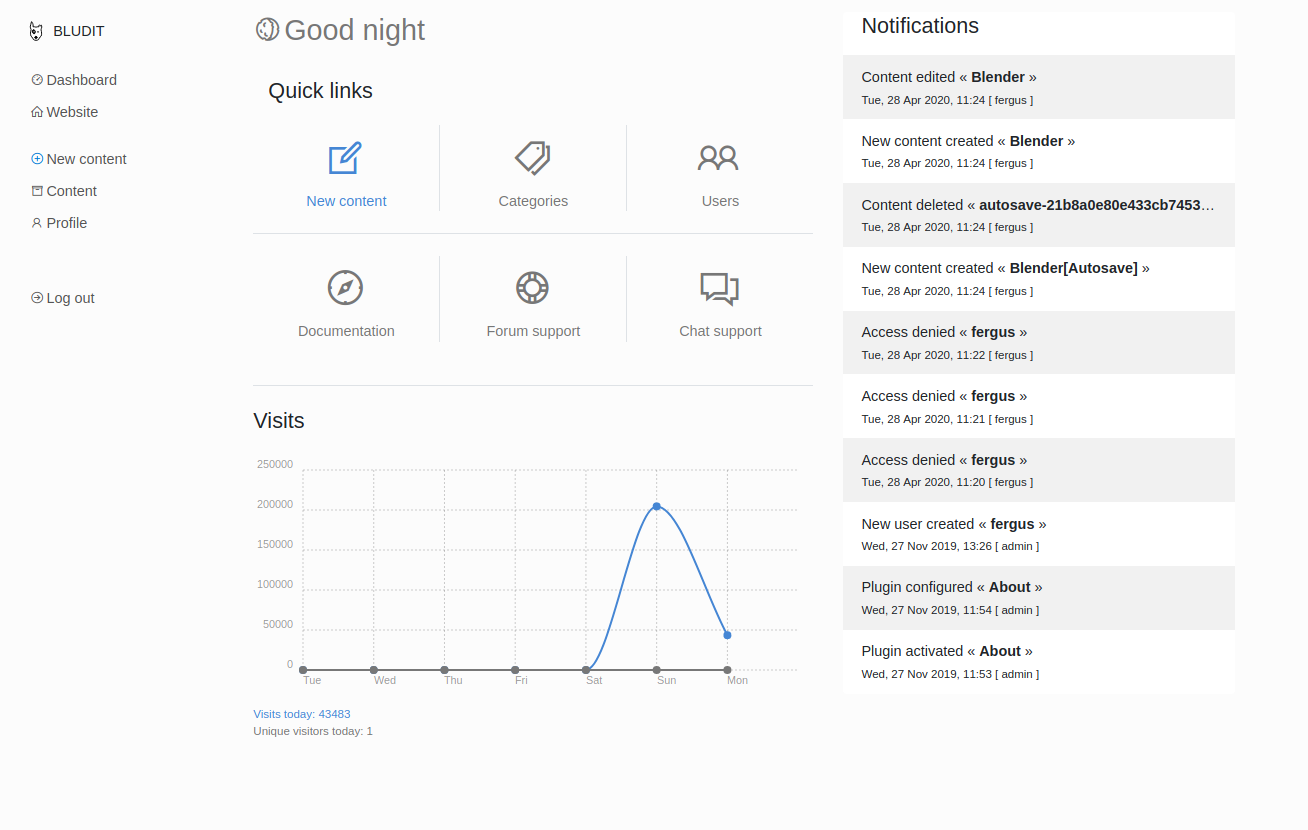 BLUDIT
Dashboard
Website
New content
Content
Profile
Log out
Good night
Quick links
New content
Categories
Users
Documentation
Forum support
Chat support
Visits
250000
200000
150000
100000
50000
0
Tue Wed Thu Fri Sat Sun Mon
Visits today: 43483
Unique visitors today: 1
Notifications
Content edited « Blender »
Tue, 28 Apr 2020, 11:24 [ fergus ]
New content created « Blender »
Tue, 28 Apr 2020, 11:24 [ fergus ]
Content deleted « autosave-21b8a0e80e433cb7453…
Tue, 28 Apr 2020, 11:24 [ fergus ]
New content created « Blender[Autosave] »
Tue, 28 Apr 2020, 11:24 [ fergus ]
Access denied « fergus »
Tue, 28 Apr 2020, 11:22 [ fergus ]
Access denied « fergus »
Tue, 28 Apr 2020, 11:21 [ fergus ]
Access denied « fergus »
Tue, 28 Apr 2020, 11:20 [ fergus ]
New user created « fergus »
Wed, 27 Nov 2019, 13:26 [ admin ]
Plugin configured « About »
Wed, 27 Nov 2019, 11:54 [ admin ]
Plugin activated « About »
Wed, 27 Nov 2019, 11:53 [ admin ]